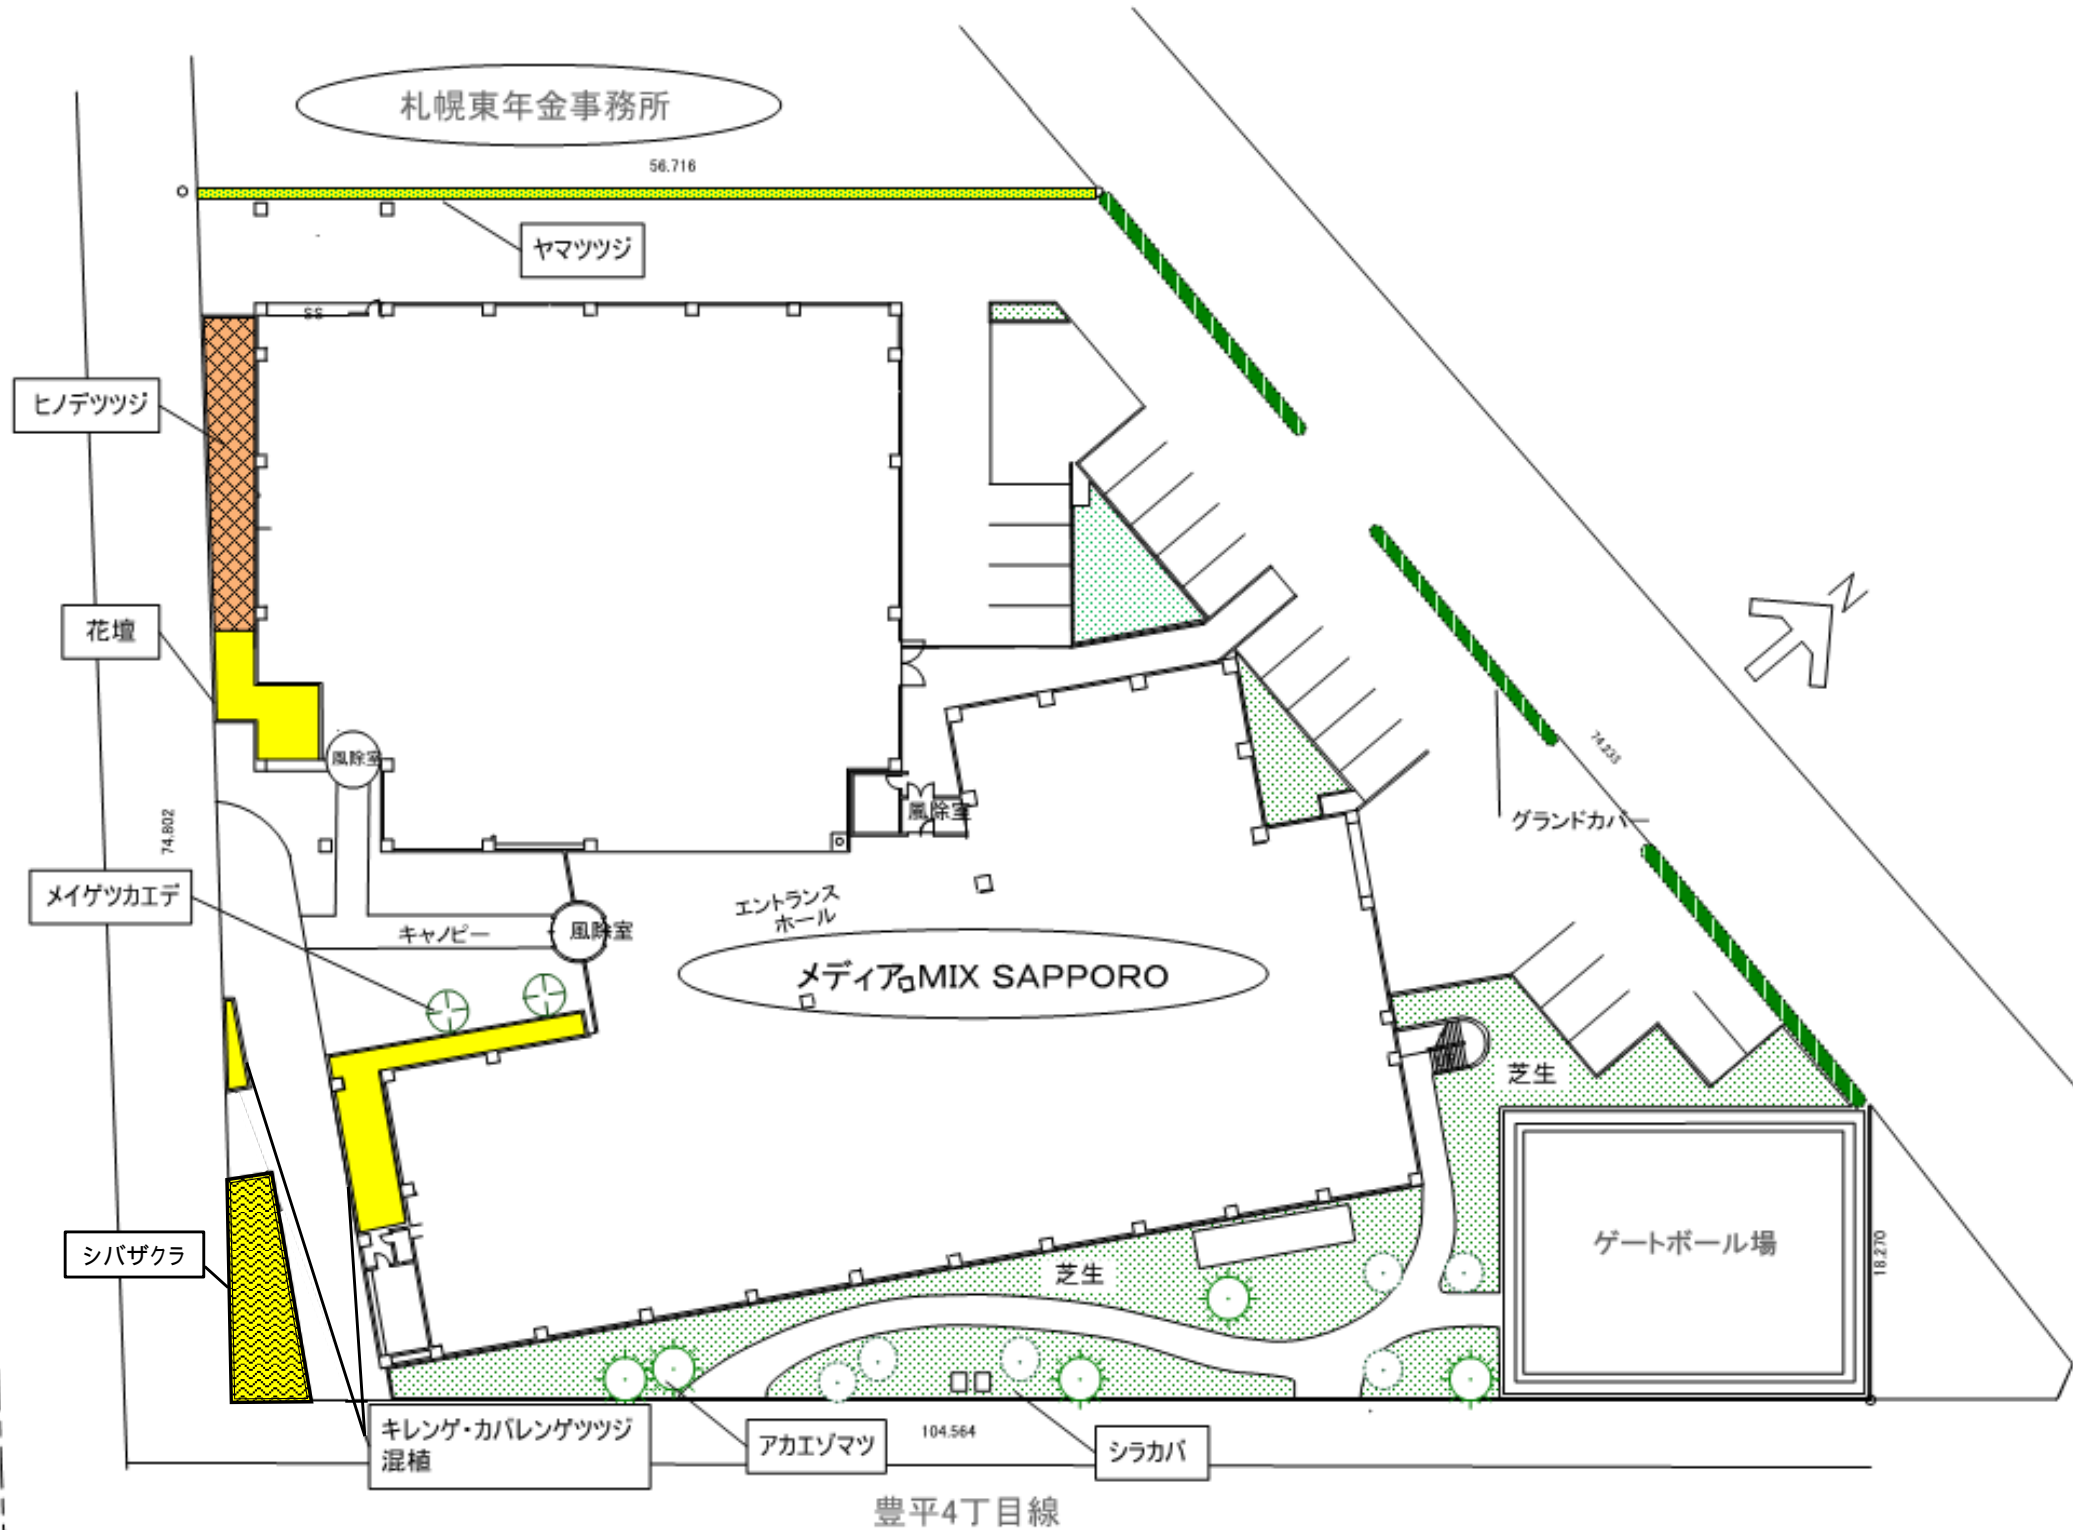 札幌東年金事務所
56.716
ヤマツツジ
SS
ヒノデツツジ
花壇
N
風除室
74.235
風除室
グランドカバー
74.802
メイゲツカエデ
エントランス
ホール
キャノピー
風除室
メディアMIX SAPPORO
芝生
シバザクラ
ゲートボール場
18.270
芝生
キレンゲ・カバレンゲツツジ
混植
アカエゾマツ
104.564
シラカバ
豊平4丁目線